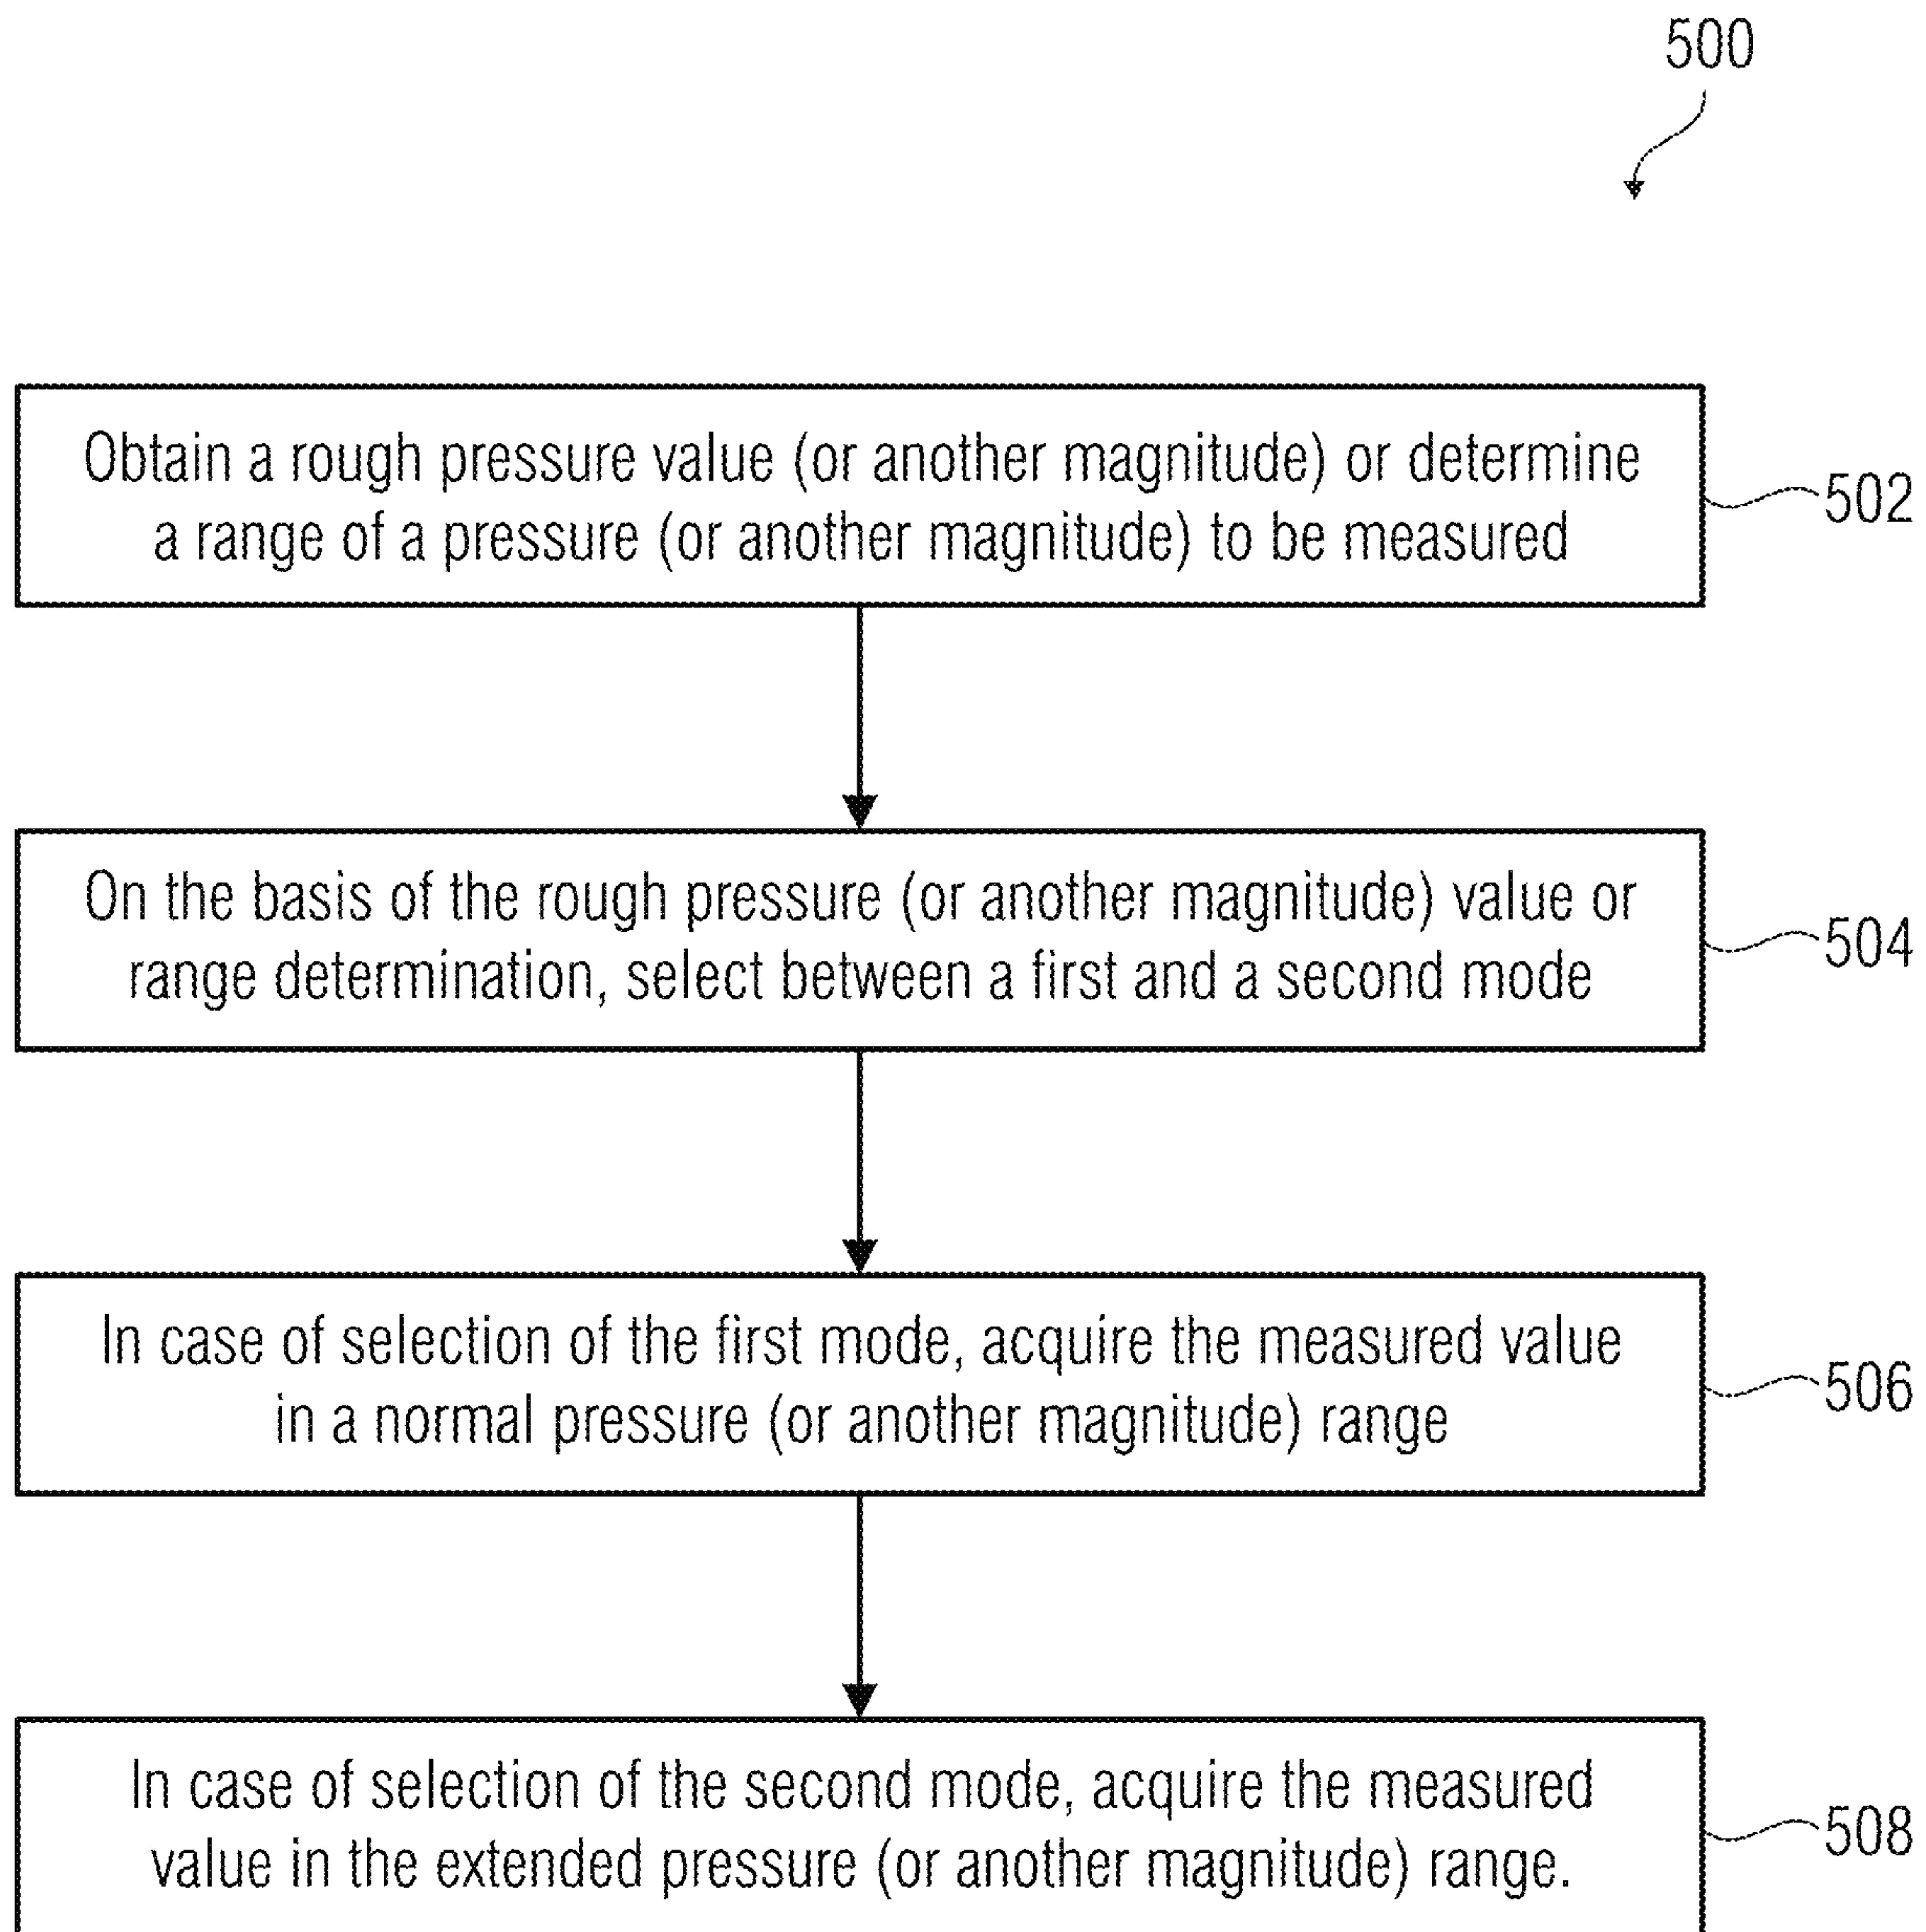 500
Obtain a rough pressure value (or another magnitude) or determine
a range of a pressure (or another magnitude) to be measured
502
On the basis of the rough pressure (or another magnitude) value or
range determination, select between a first and a second mode
504
In case of selection of the first mode, acquire the measured value
in a normal pressure (or another magnitude) range
506
In case of selection of the second mode, acquire the measured
value in the extended pressure (or another magnitude) range.
508